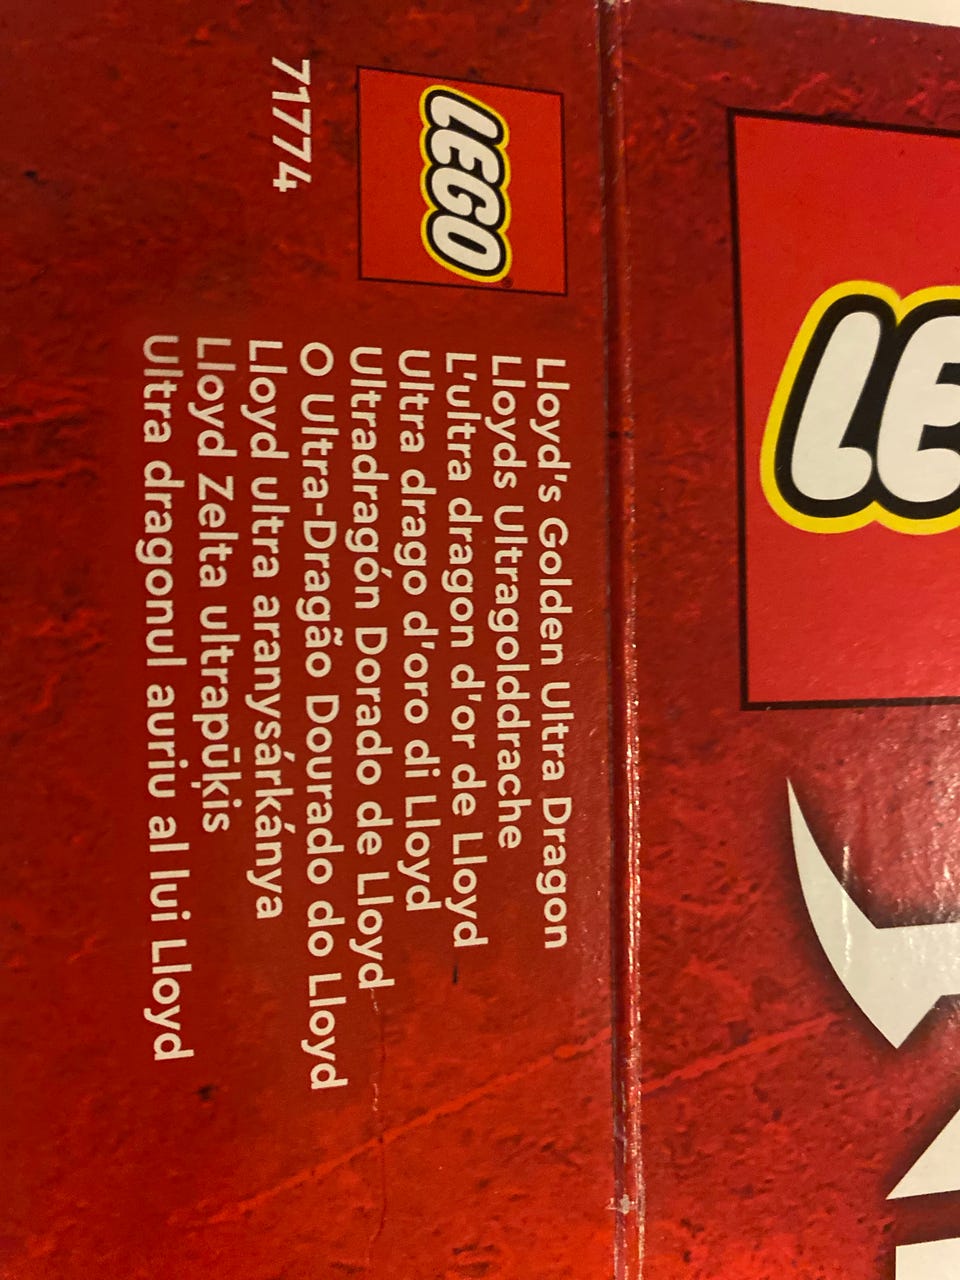 LEGO
71774
Lloyd's Golden Ultra Dragon
Lloyds Ultragolddrache
L'ultra dragon d'or de Lloyd
Ultra drago d'oro di Lloyd
Ultradragón Dorado de Lloyd
O Ultra-Dragão Dourado do Lloyd
Lloyd ultra aranysárkánya
Lloyd Zelta ultrapūķis
Ultra dragonul auriu al lui Lloyd
LE